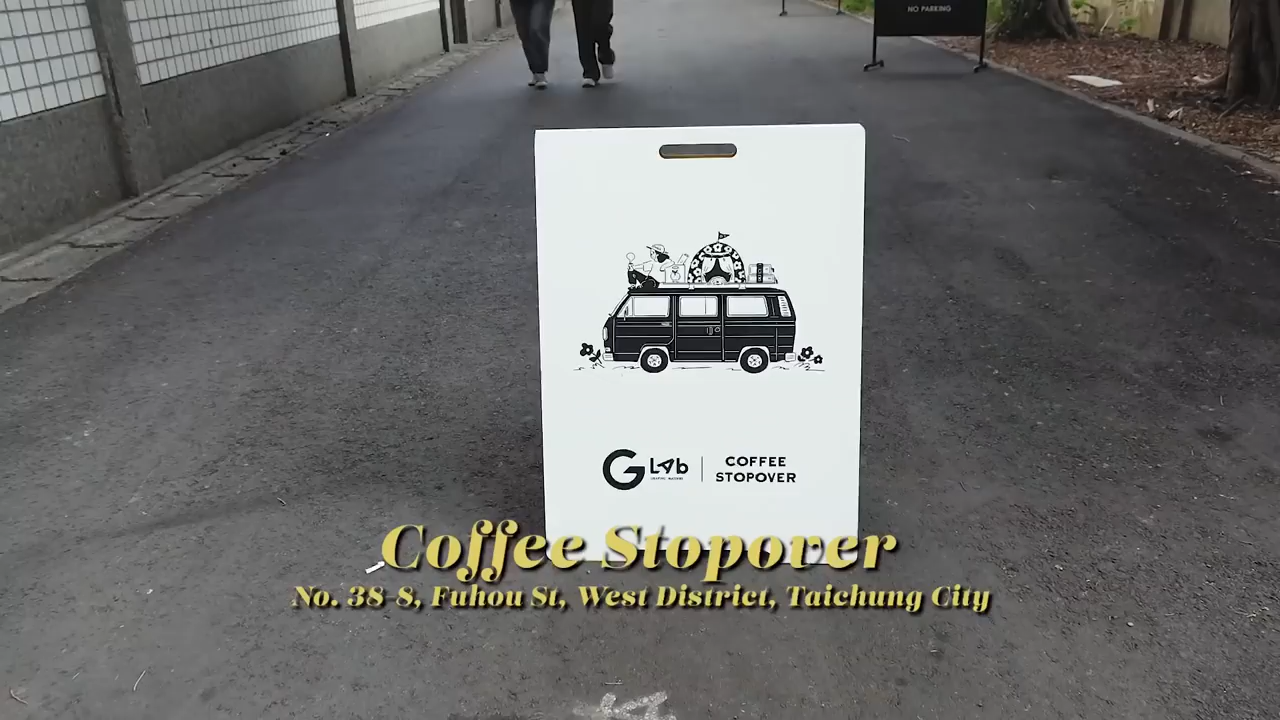 NO PARKING
G LAb
COFFEE
STOPOVER
Coffee Stopover
No. 38-8, Fuhou St, West District, Taichung City